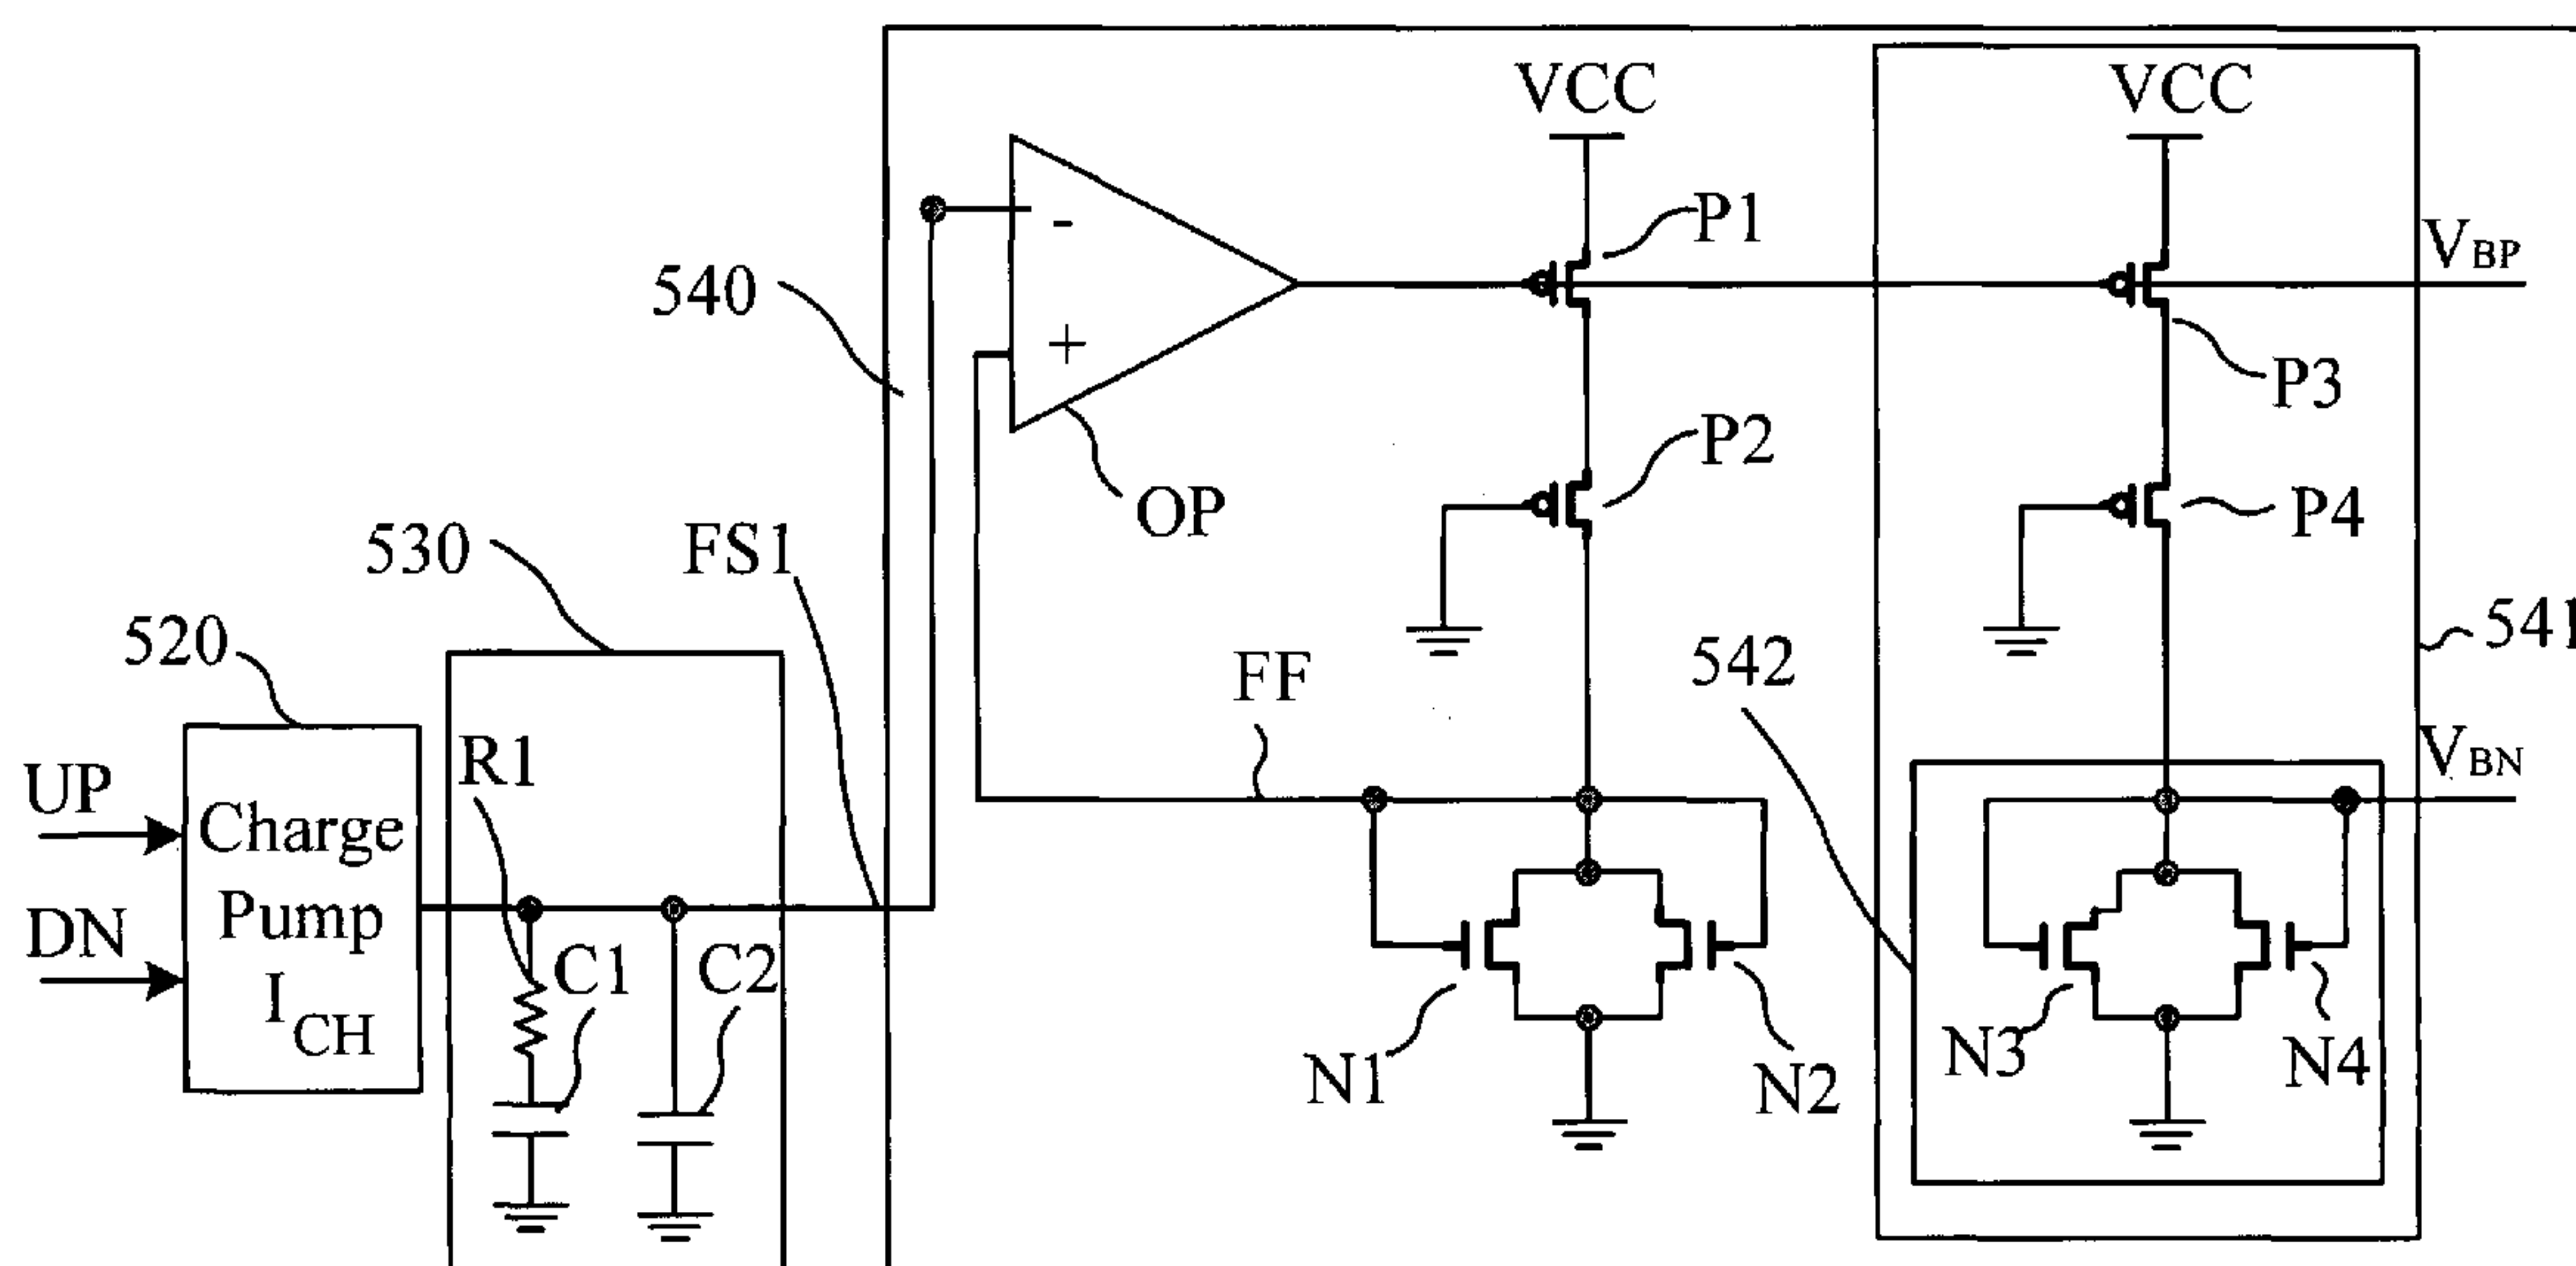 VCC
VCC
P1
VBP
-
540
+
P3
P2
OP
P4
530
FS1
520
541
542
FF
R1
VBN
UP
Charge
Pump
ICH
DN
C1
C2
N1
N2
N3
N4